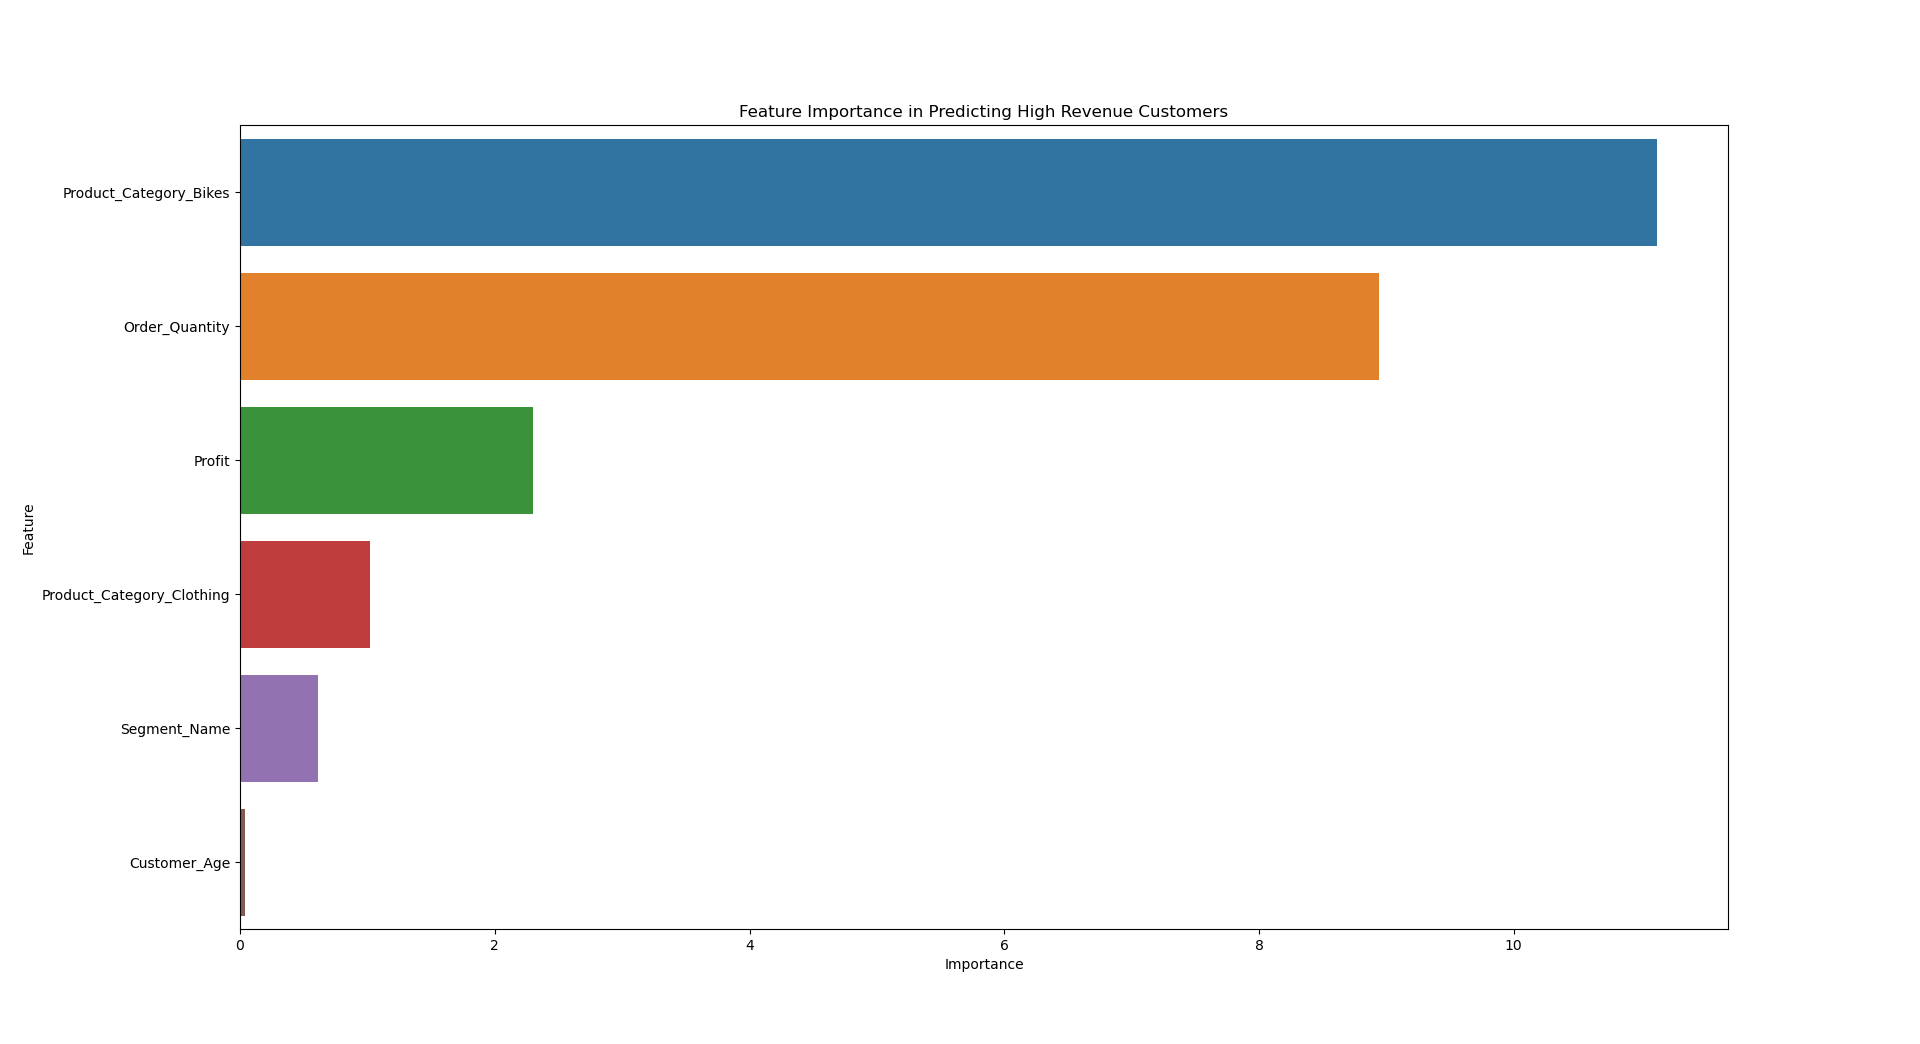 Feature Importance in Predicting High Revenue Customers
Feature
Product_Category_Bikes
Order_Quantity
Profit
Product_Category_Clothing
Segment_Name
Customer_Age
0 2 4 6 8 10
Importance